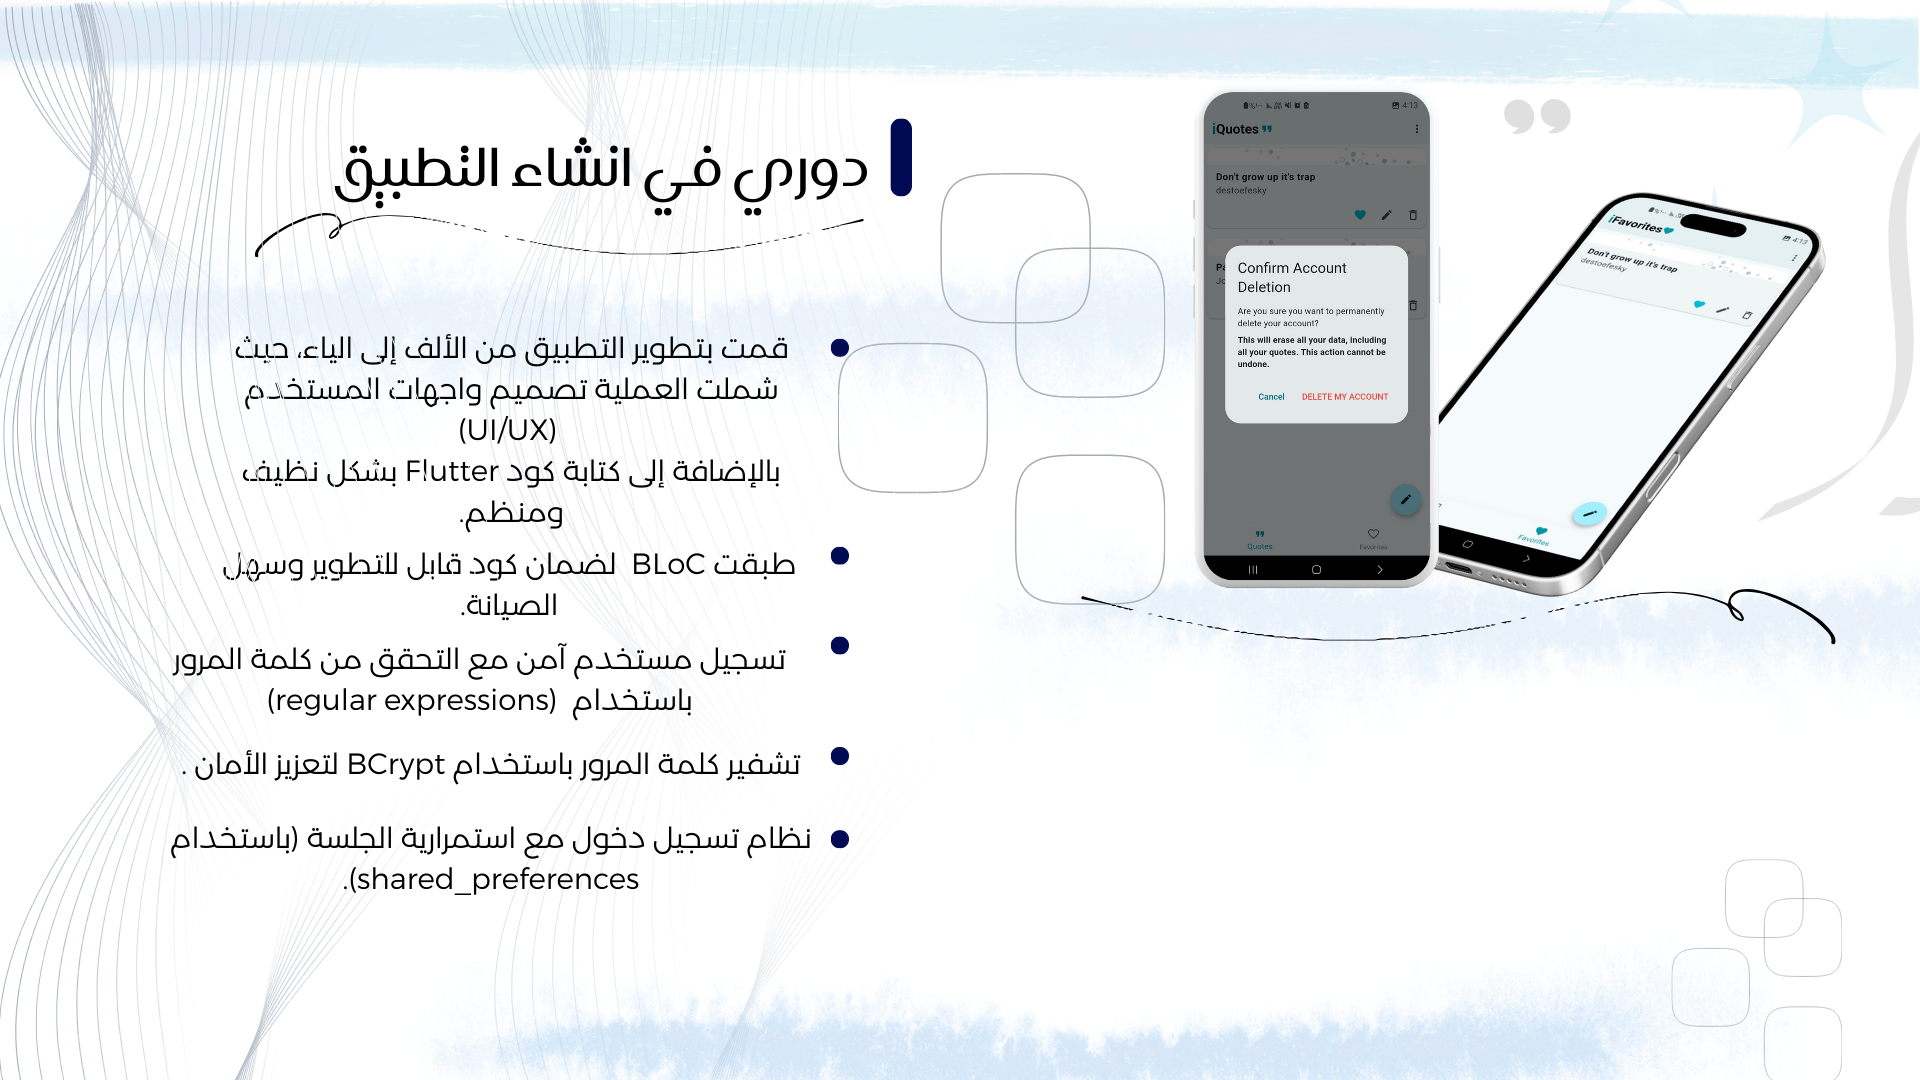 دوري في انشاء التطبيق
قمت بتطوير التطبيق من الألف إلى الياء، حيث
شملت العملية تصميم واجهات المستخدم
(UI/UX)
بالإضافة إلى كتابة كود Flutter بشكل نظيف
ومنظم.
طبقت BLoC لضمان كود قابل للتطوير وسهل
الصيانة.
تسجيل مستخدم آمن مع التحقق من كلمة المرور
باستخدام (regular expressions)
تشفير كلمة المرور باستخدام BCrypt لتعزيز الأمان .
نظام تسجيل دخول مع استمرارية الجلسة (باستخدام
shared_preferences).
4:13
iQuotes
Don't grow up it's trap
destoefesky
Confirm Account
Deletion
Are you sure you want to permanently
delete your account?
This will erase all your data, including
all your quotes. This action cannot be
undone.
Cancel DELETE MY ACCOUNT
Quotes Favorites
4:13
iFavorites
Don't grow up it's trap
destoefesky
Favorites